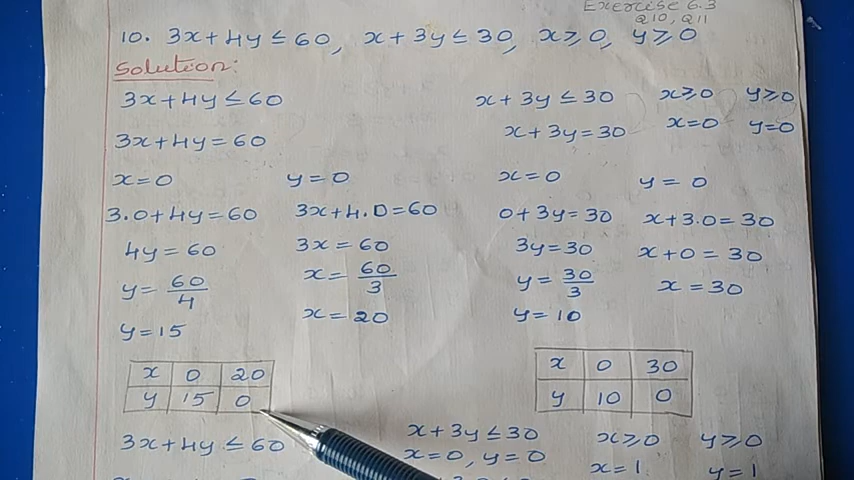 Exercise 6.3
Q10, Q11
10. 3x+4y≤60, x+3y≤30, x≥0, y≥0
Solution:
3x+4y≤60 x+3y≤30 x≥0 y≥0
3x+4y=60 x+3y=30 x=0 y=0
x=0 y=0 x=0 y=0
3.0+4y=60 3x+4.0=60 0+3y=30 x+3.0=30
4y=60 3x=60 3y=30 x+0=30
y=60/4 x=60/3 y=30/3 x=30
y=15 x=20 y=10
x 0 20 x 0 30
y 15 0 y 10 0
3x+4y≤60 x+3y≤30 x≥0 y≥0
x=0, y=0 x=1 y=1